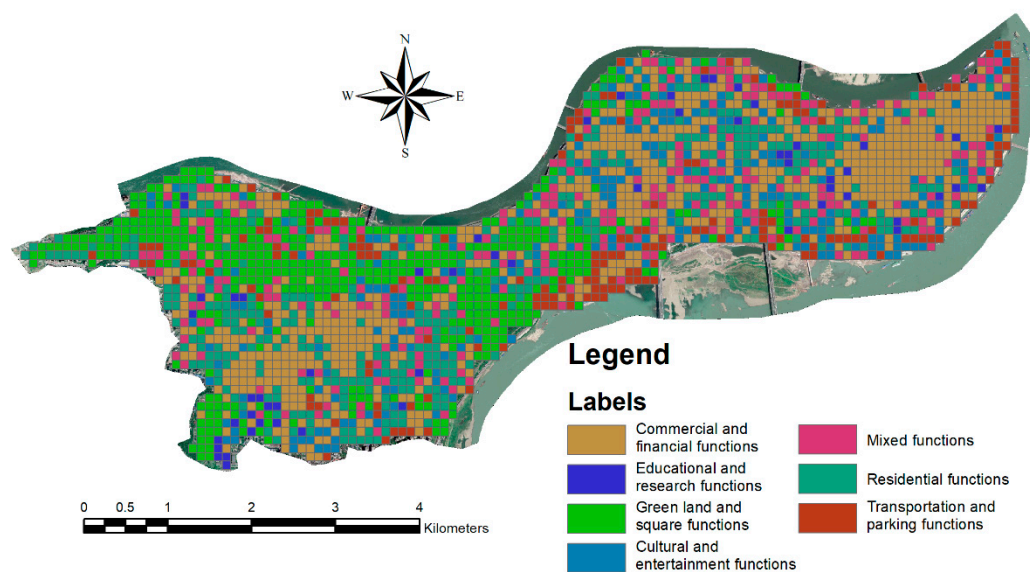 N
W
E
S
Legend
Labels
Commercial and
financial functions
Educational and
research functions
Green land and
square functions
Cultural and
entertainment functions
Mixed functions
Residential functions
Transportation and
parking functions
0 0.5 1 2 3 4
Kilometers